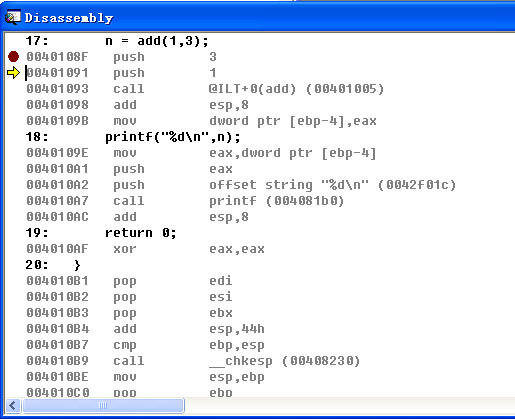 Disassembly
17: n = add(1,3);
0040108F push 3
00401091 push 1
00401093 call @ILT+0(add) (00401005)
00401098 add esp,8
0040109B mov dword ptr [ebp-4],eax
18: printf("%d\n",n);
0040109E mov eax,dword ptr [ebp-4]
004010A1 push eax
004010A2 push offset string "%d\n" (0042f01c)
004010A7 call printf (004081b0)
004010AC add esp,8
19: return 0;
004010AF xor eax,eax
20: }
004010B1 pop edi
004010B2 pop esi
004010B3 pop ebx
004010B4 add esp,44h
004010B7 cmp ebp,esp
004010B9 call __chkesp (00408230)
004010BE mov esp,ebp
004010C0 pop ebp